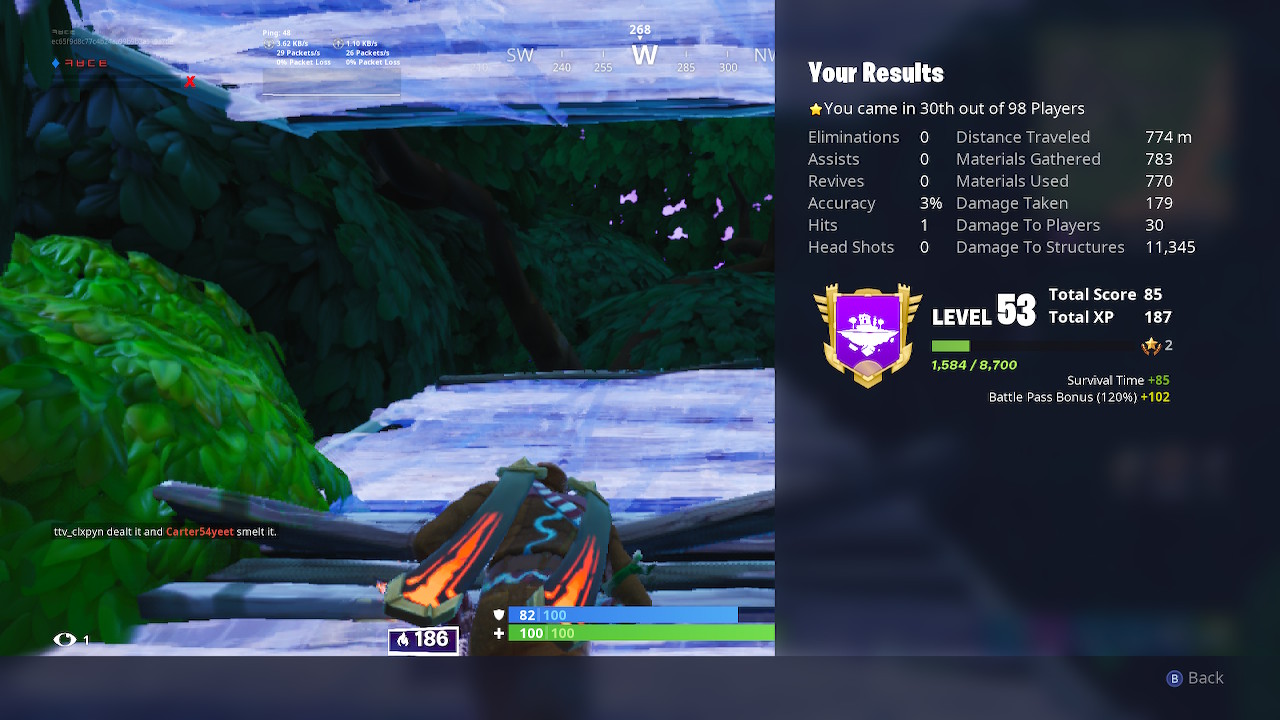 Ping: 48
3.62 KB/s 1.10 KB/s
29 Packets/s 26 Packets/s
0% Packet Loss 0% Packet Loss
268
SW 240 255 W 285 300 NW
X
Your Results
You came in 30th out of 98 Players
Eliminations 0 Distance Traveled 774 m
Assists 0 Materials Gathered 783
Revives 0 Materials Used 770
Accuracy 3% Damage Taken 179
Hits 1 Damage To Players 30
Head Shots 0 Damage To Structures 11,345
LEVEL 53
Total Score 85
Total XP 187
2
1,584 / 8,700
Survival Time +85
Battle Pass Bonus (120%) +102
ttv_clxpyn dealt it and Carter54yeet smelt it.
82 100
100 100
1
186
B Back